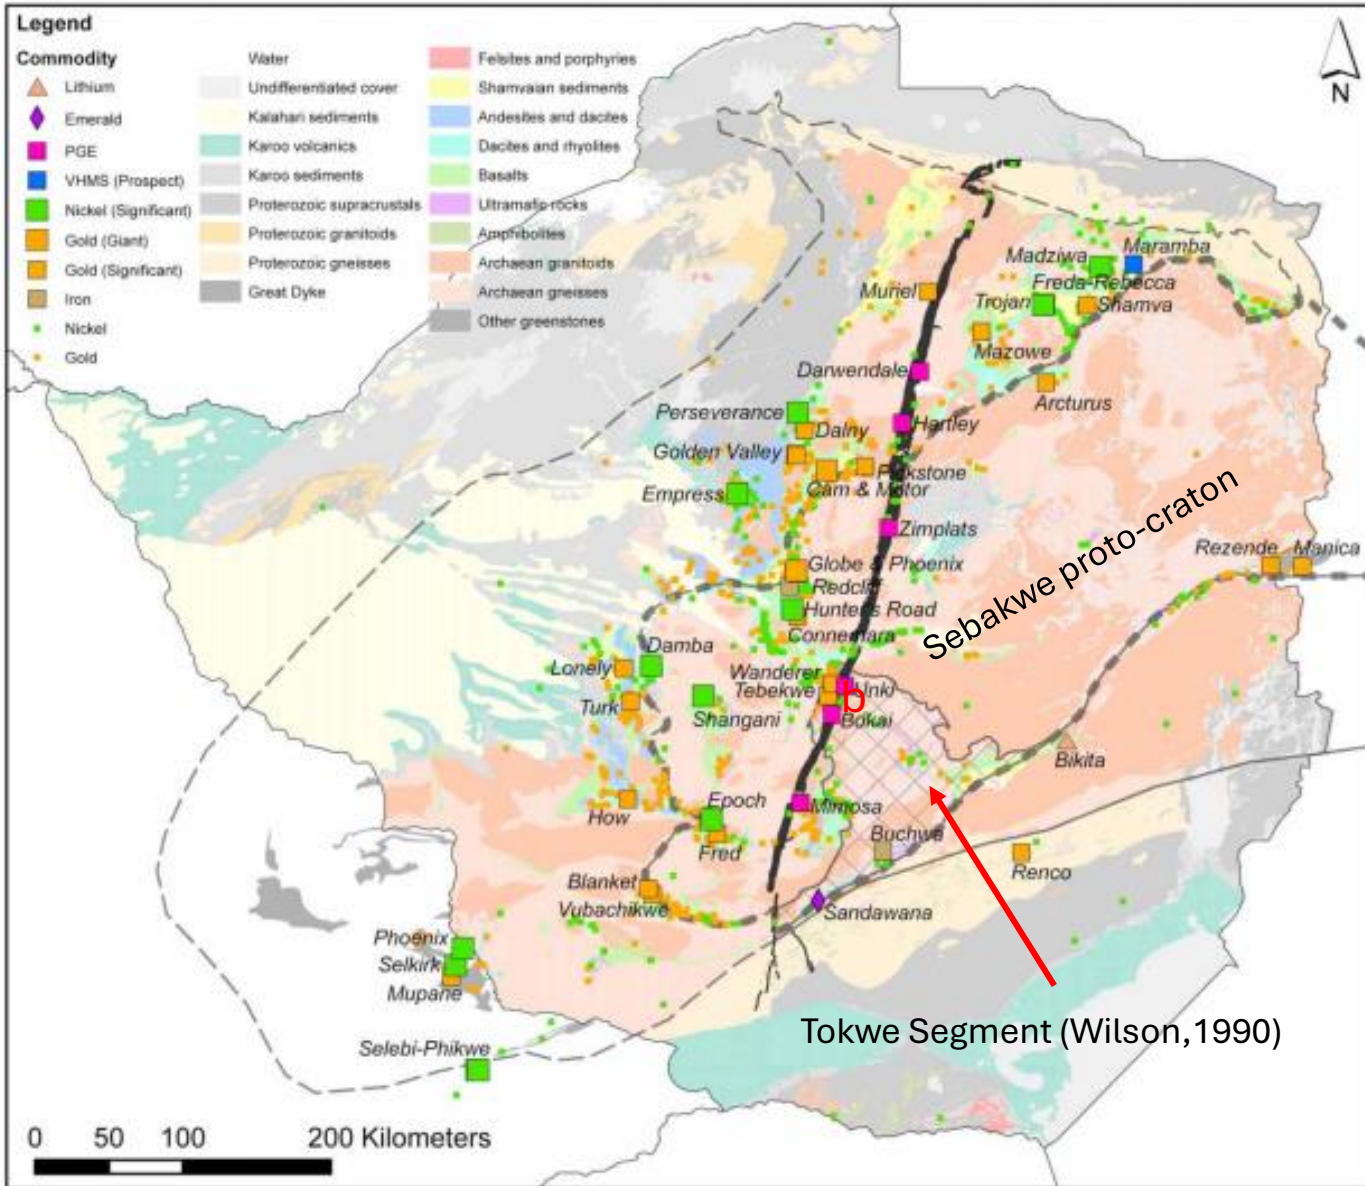 Legend
Commodity
Lithium
Emerald
PGE
VHMS (Prospect)
Nickel (Significant)
Gold (Giant)
Gold (Significant)
Iron
Nickel
Gold
Water
Undifferentiated cover
Kalahari sediments
Karoo volcanics
Karoo sediments
Proterozoic supracrustals
Proterozoic granitoids
Proterozoic gneisses
Great Dyke
Felsites and porphyries
Shamvaian sediments
Andesites and dacites
Dacites and rhyolites
Basalts
Ultramafic rocks
Amphibolites
Archaean granitoids
Archaean gneisses
Other greenstones
N
Maramba
Madziwa
Freda-Rebecca
Muriel
Trojan
Shamva
Mazowe
Darwendale
Arcturus
Perseverance
Hartley
Dalny
Golden Valley
Pickstone
Cam & Motor
Empress
Zimplats
Sebakwe proto-craton
Rezende
Manica
Globe & Phoenix
Redcliff
Hunters Road
Connemara
Damba
Lonely
Wanderer
Tebekwe
Unki
b
Turk
Shangani
Bokai
Bikita
Epoch
Mimosa
How
Fred
Buchwa
Renco
Blanket
Vubachikwe
Sandawana
Phoenix
Selkirk
Mupane
Tokwe Segment (Wilson,1990)
Selebi-Phikwe
0 50 100 200 Kilometers